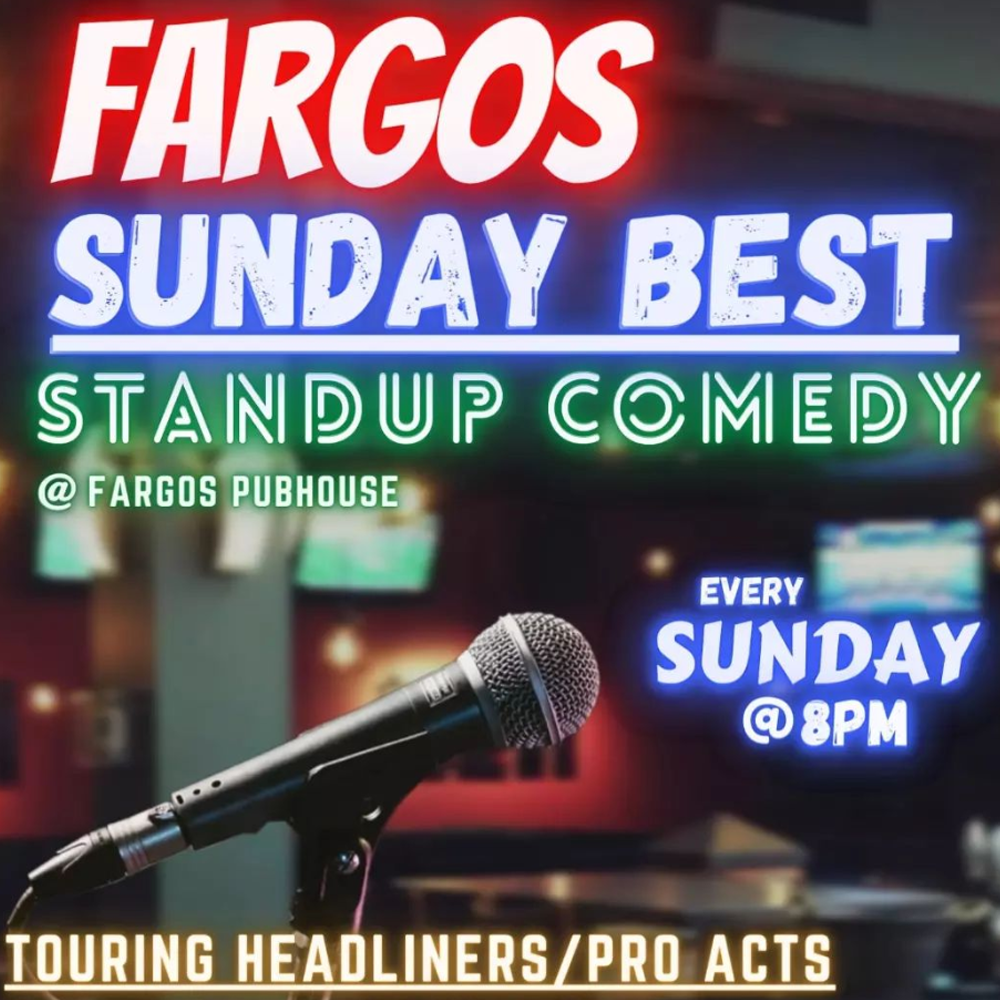 FARGOS
SUNDAY BEST
STANDUP COMEDY
@ FARGOS PUBHOUSE
EVERY
SUNDAY
@ 8PM
TOURING HEADLINERS/PRO ACTS